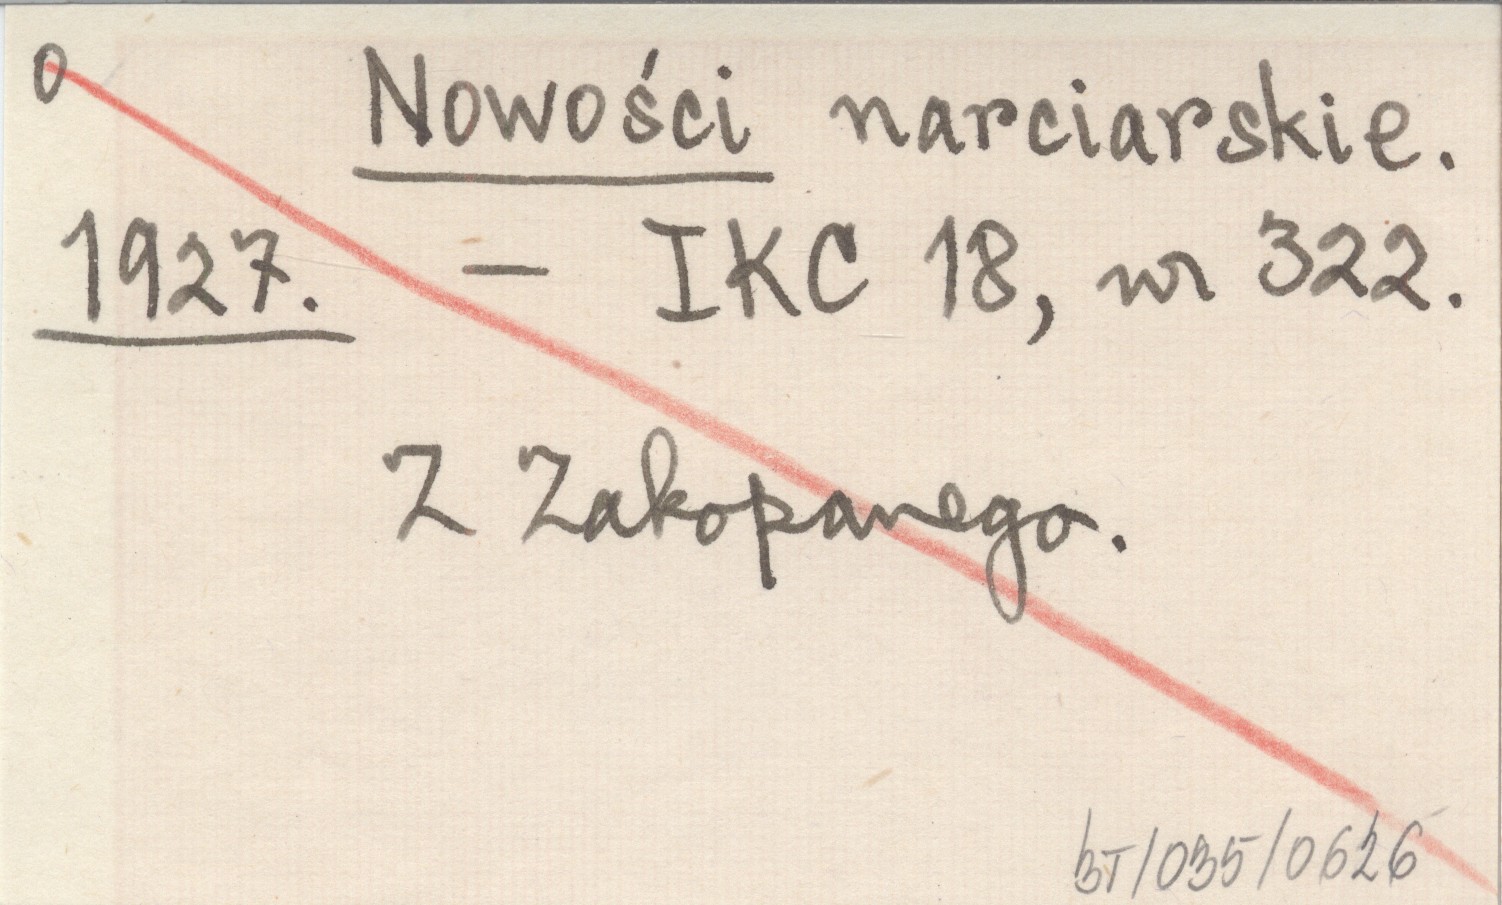 0 Nowości narciarskie.
1927. – IKC 18, nr 322.
Z Zakopanego.
BT/035/0626